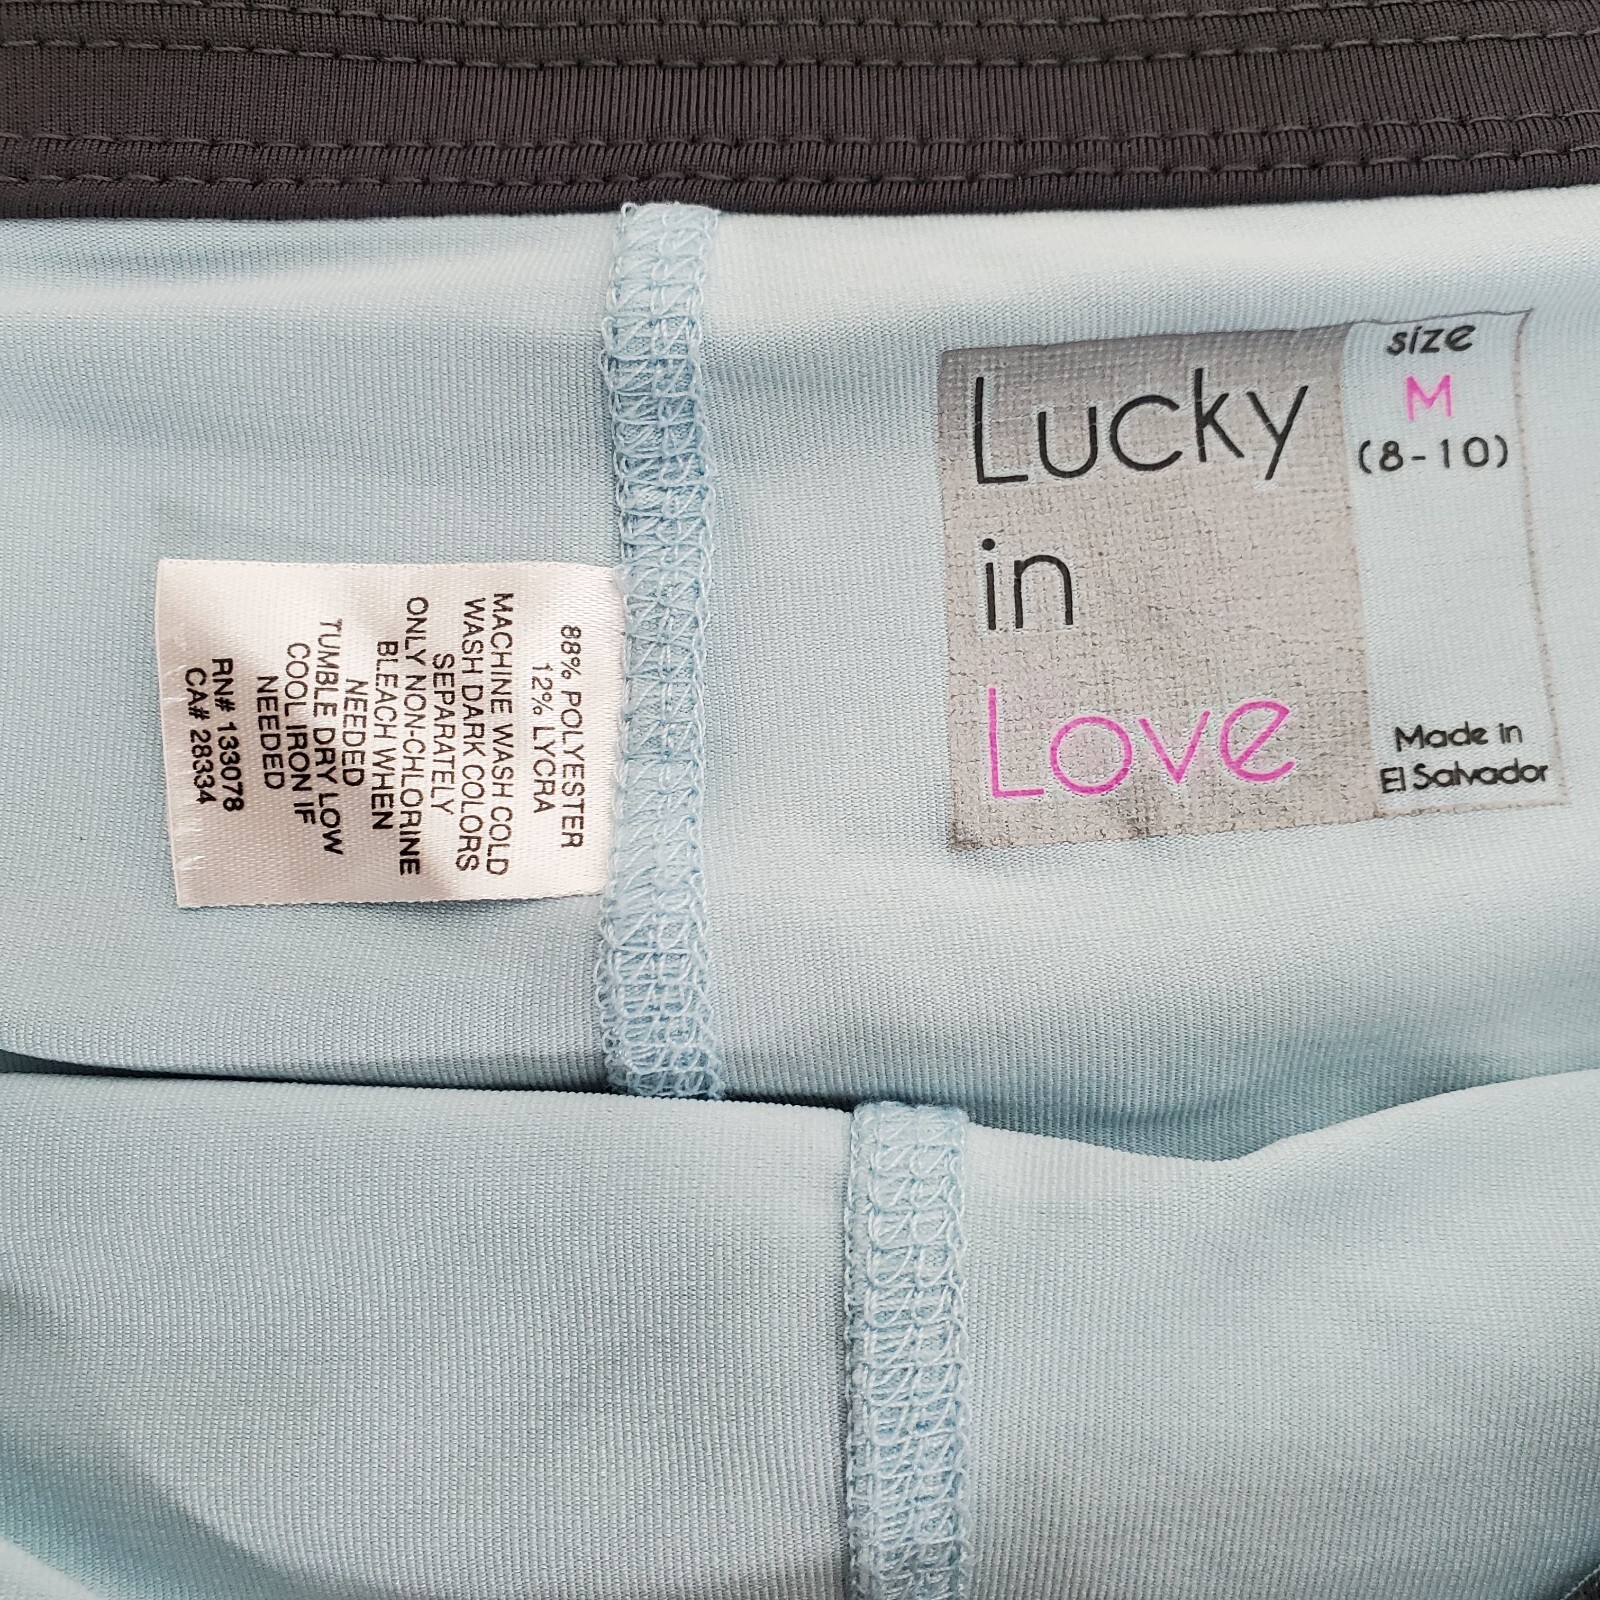 Lucky
in
Love
size
M
(8-10)
Made in
El Salvador
88% POLYESTER
12% LYCRA
MACHINE WASH COLD
WASH DARK COLORS
SEPARATELY
ONLY NON-CHLORINE
BLEACH WHEN
NEEDED
TUMBLE DRY LOW
COOL IRON IF
NEEDED
RN# 133078
CA# 28334